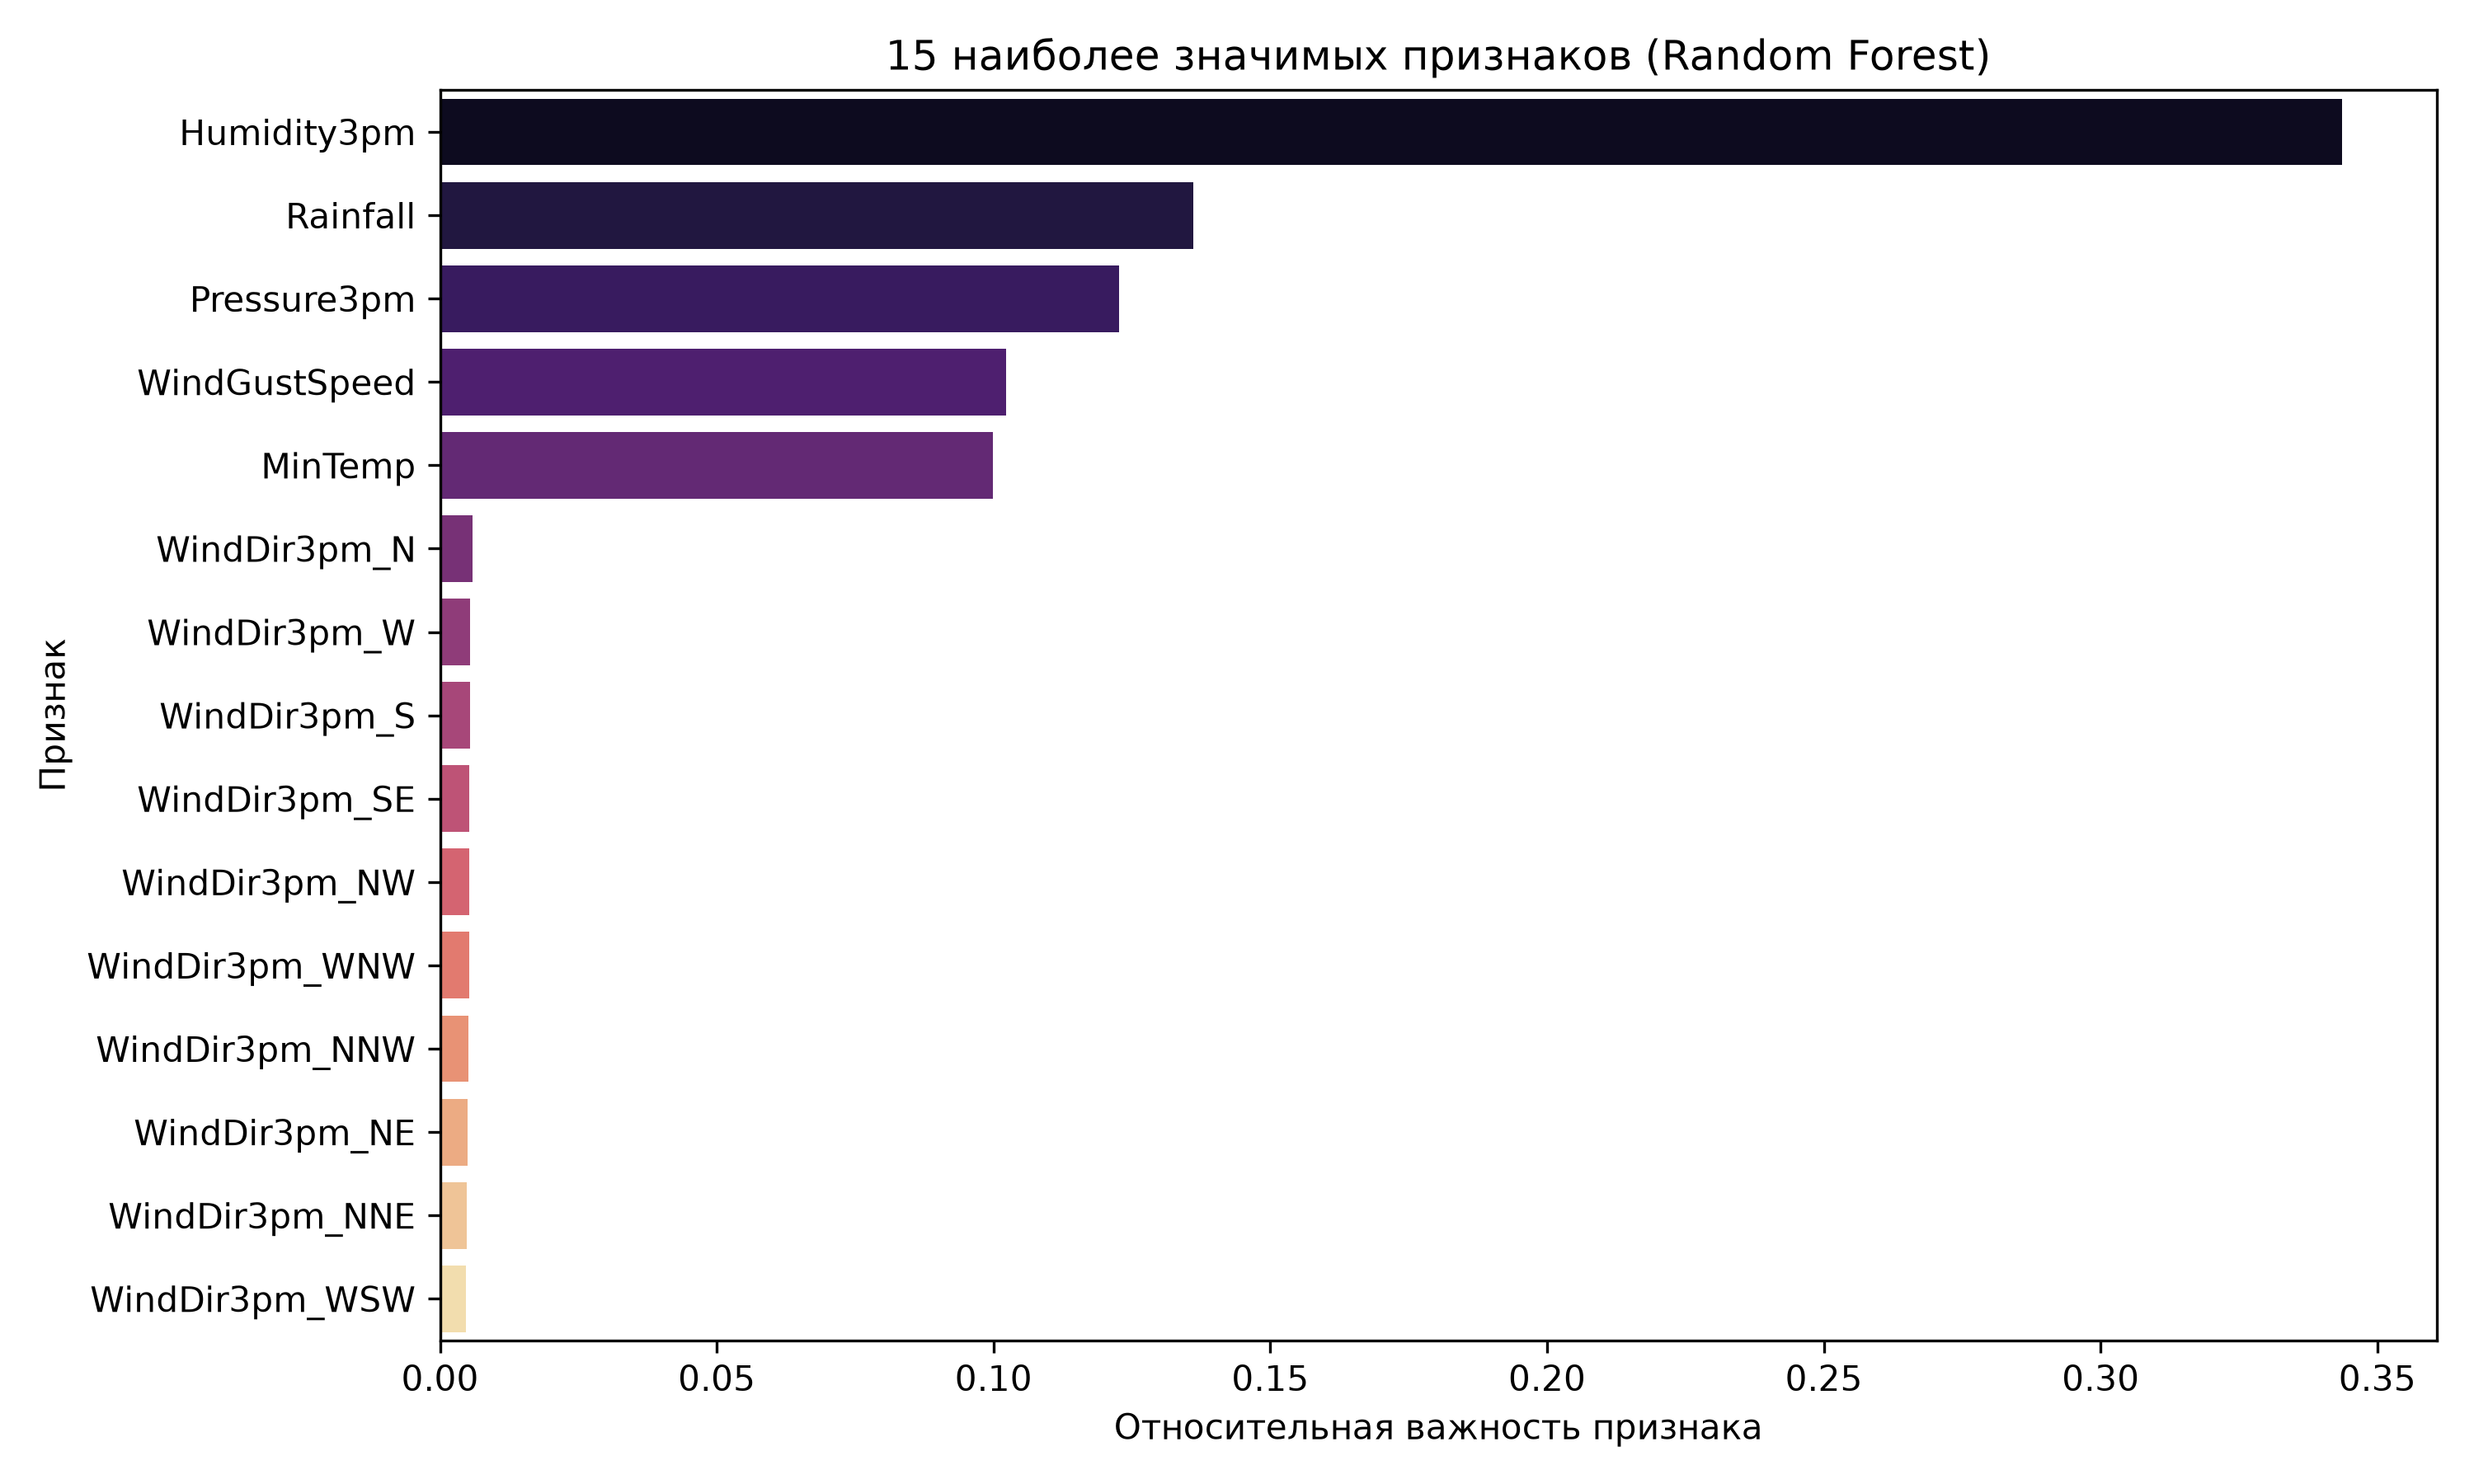 15 наиболее значимых признаков (Random Forest)
Humidity3pm
Rainfall
Pressure3pm
WindGustSpeed
MinTemp
WindDir3pm_N
WindDir3pm_W
WindDir3pm_S
WindDir3pm_SE
WindDir3pm_NW
WindDir3pm_WNW
WindDir3pm_NNW
WindDir3pm_NE
WindDir3pm_NNE
WindDir3pm_WSW
Признак
0.00 0.05 0.10 0.15 0.20 0.25 0.30 0.35
Относительная важность признака